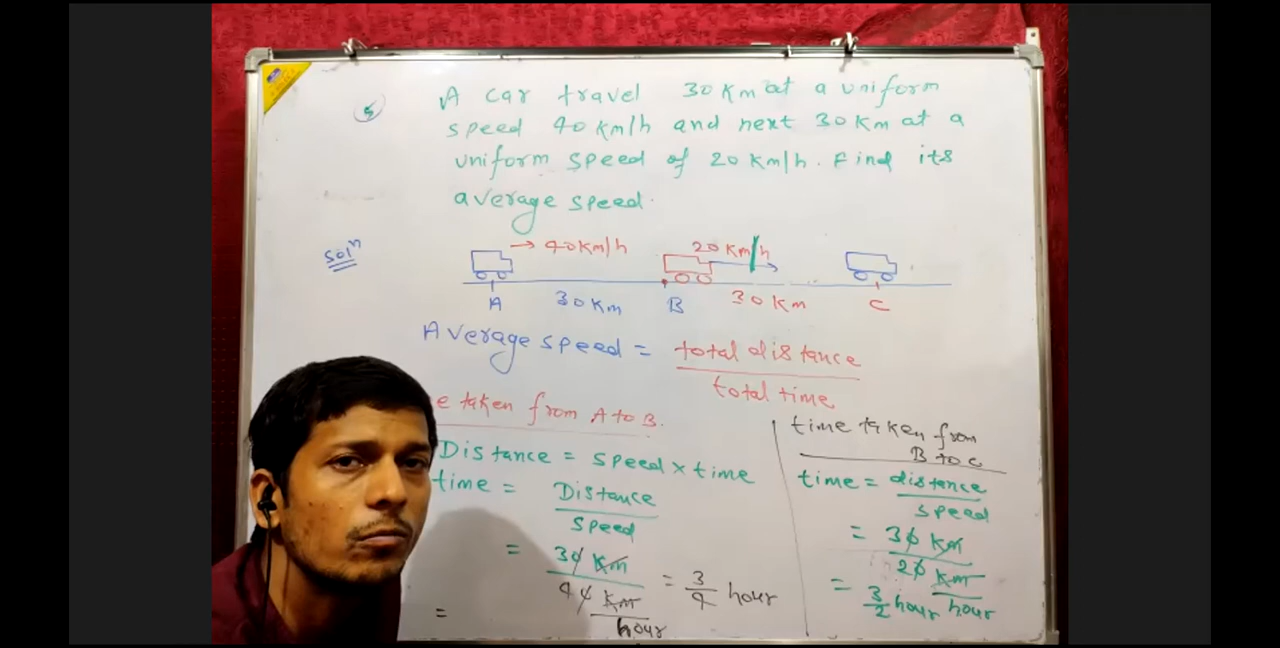 5
A car travel 30 Km at a uniform
speed 40 km/h and next 30 Km at a
uniform speed of 20 Km/h. Find its
average speed.
Solⁿ
→ 40 Km/h
20 Km/h
A 30 Km B 30 Km C
Average speed = total distance / total time
e taken from A to B.
Distance = speed × time
time = Distance / speed
= 30 Km / 40 Km/hour = 3/4 hour
=
time taken from
B to C
time = distance / speed
= 30 Km / 20 Km/hour
= 3/2 hour